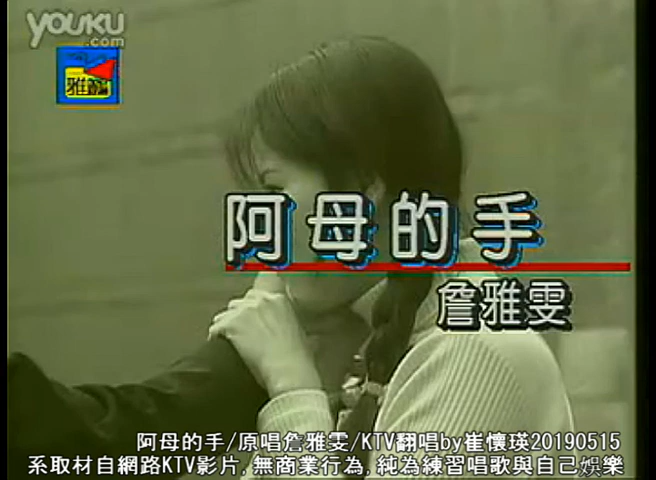 YOUKU
.com
阿母的手
詹雅雯
阿母的手/原唱詹雅雯/KTV翻唱by崔懷瑛20190515
系取材自網路KTV影片,無商業行為,純為練習唱歌與自己娛樂